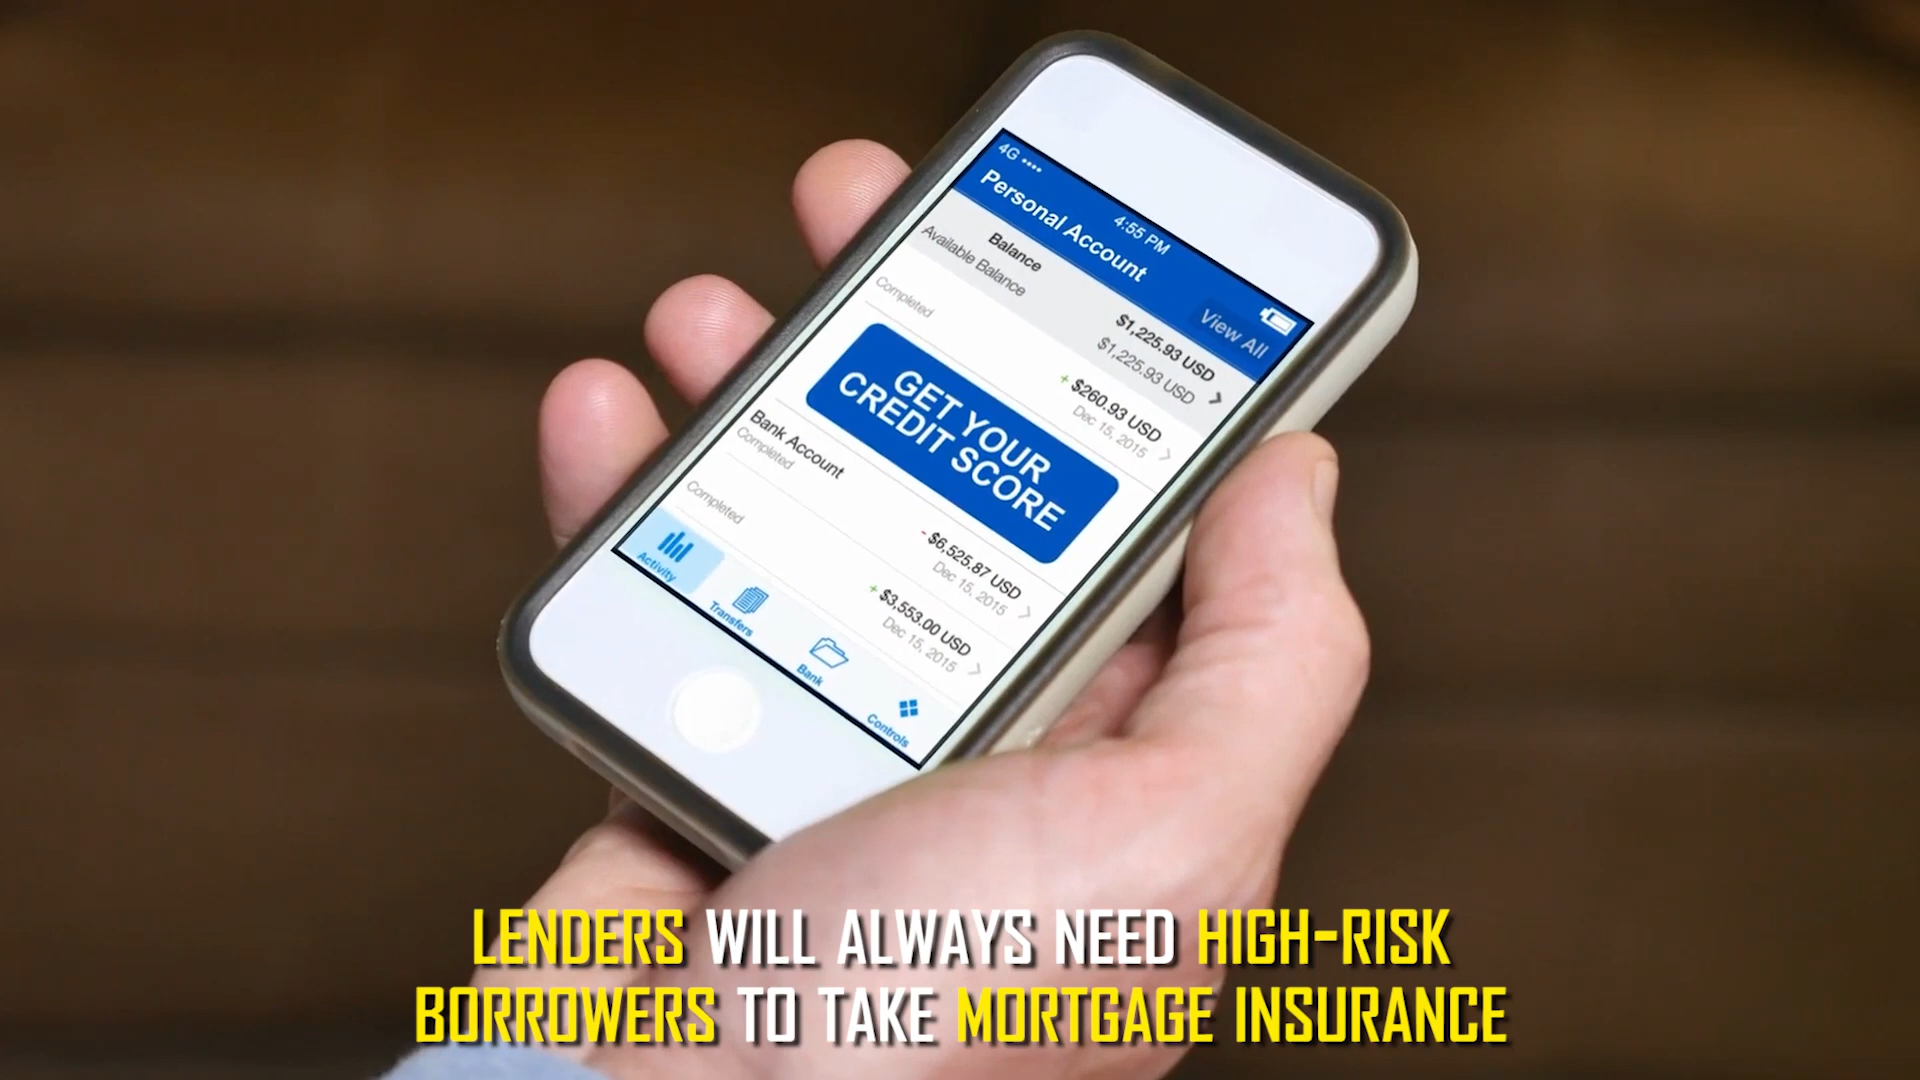 4G
4:55 PM
Personal Account
View All
Balance
$1,225.93 USD
Available Balance
$1,225.93 USD
+ $260.93 USD
Completed
Dec 15, 2015
GET YOUR
CREDIT SCORE
Bank Account
- $6,525.87 USD
Completed
Dec 15, 2015
+ $3,553.00 USD
Completed
Dec 15, 2015
Activity
Transfers
Bank
Controls
LENDERS WILL ALWAYS NEED HIGH-RISK
BORROWERS TO TAKE MORTGAGE INSURANCE